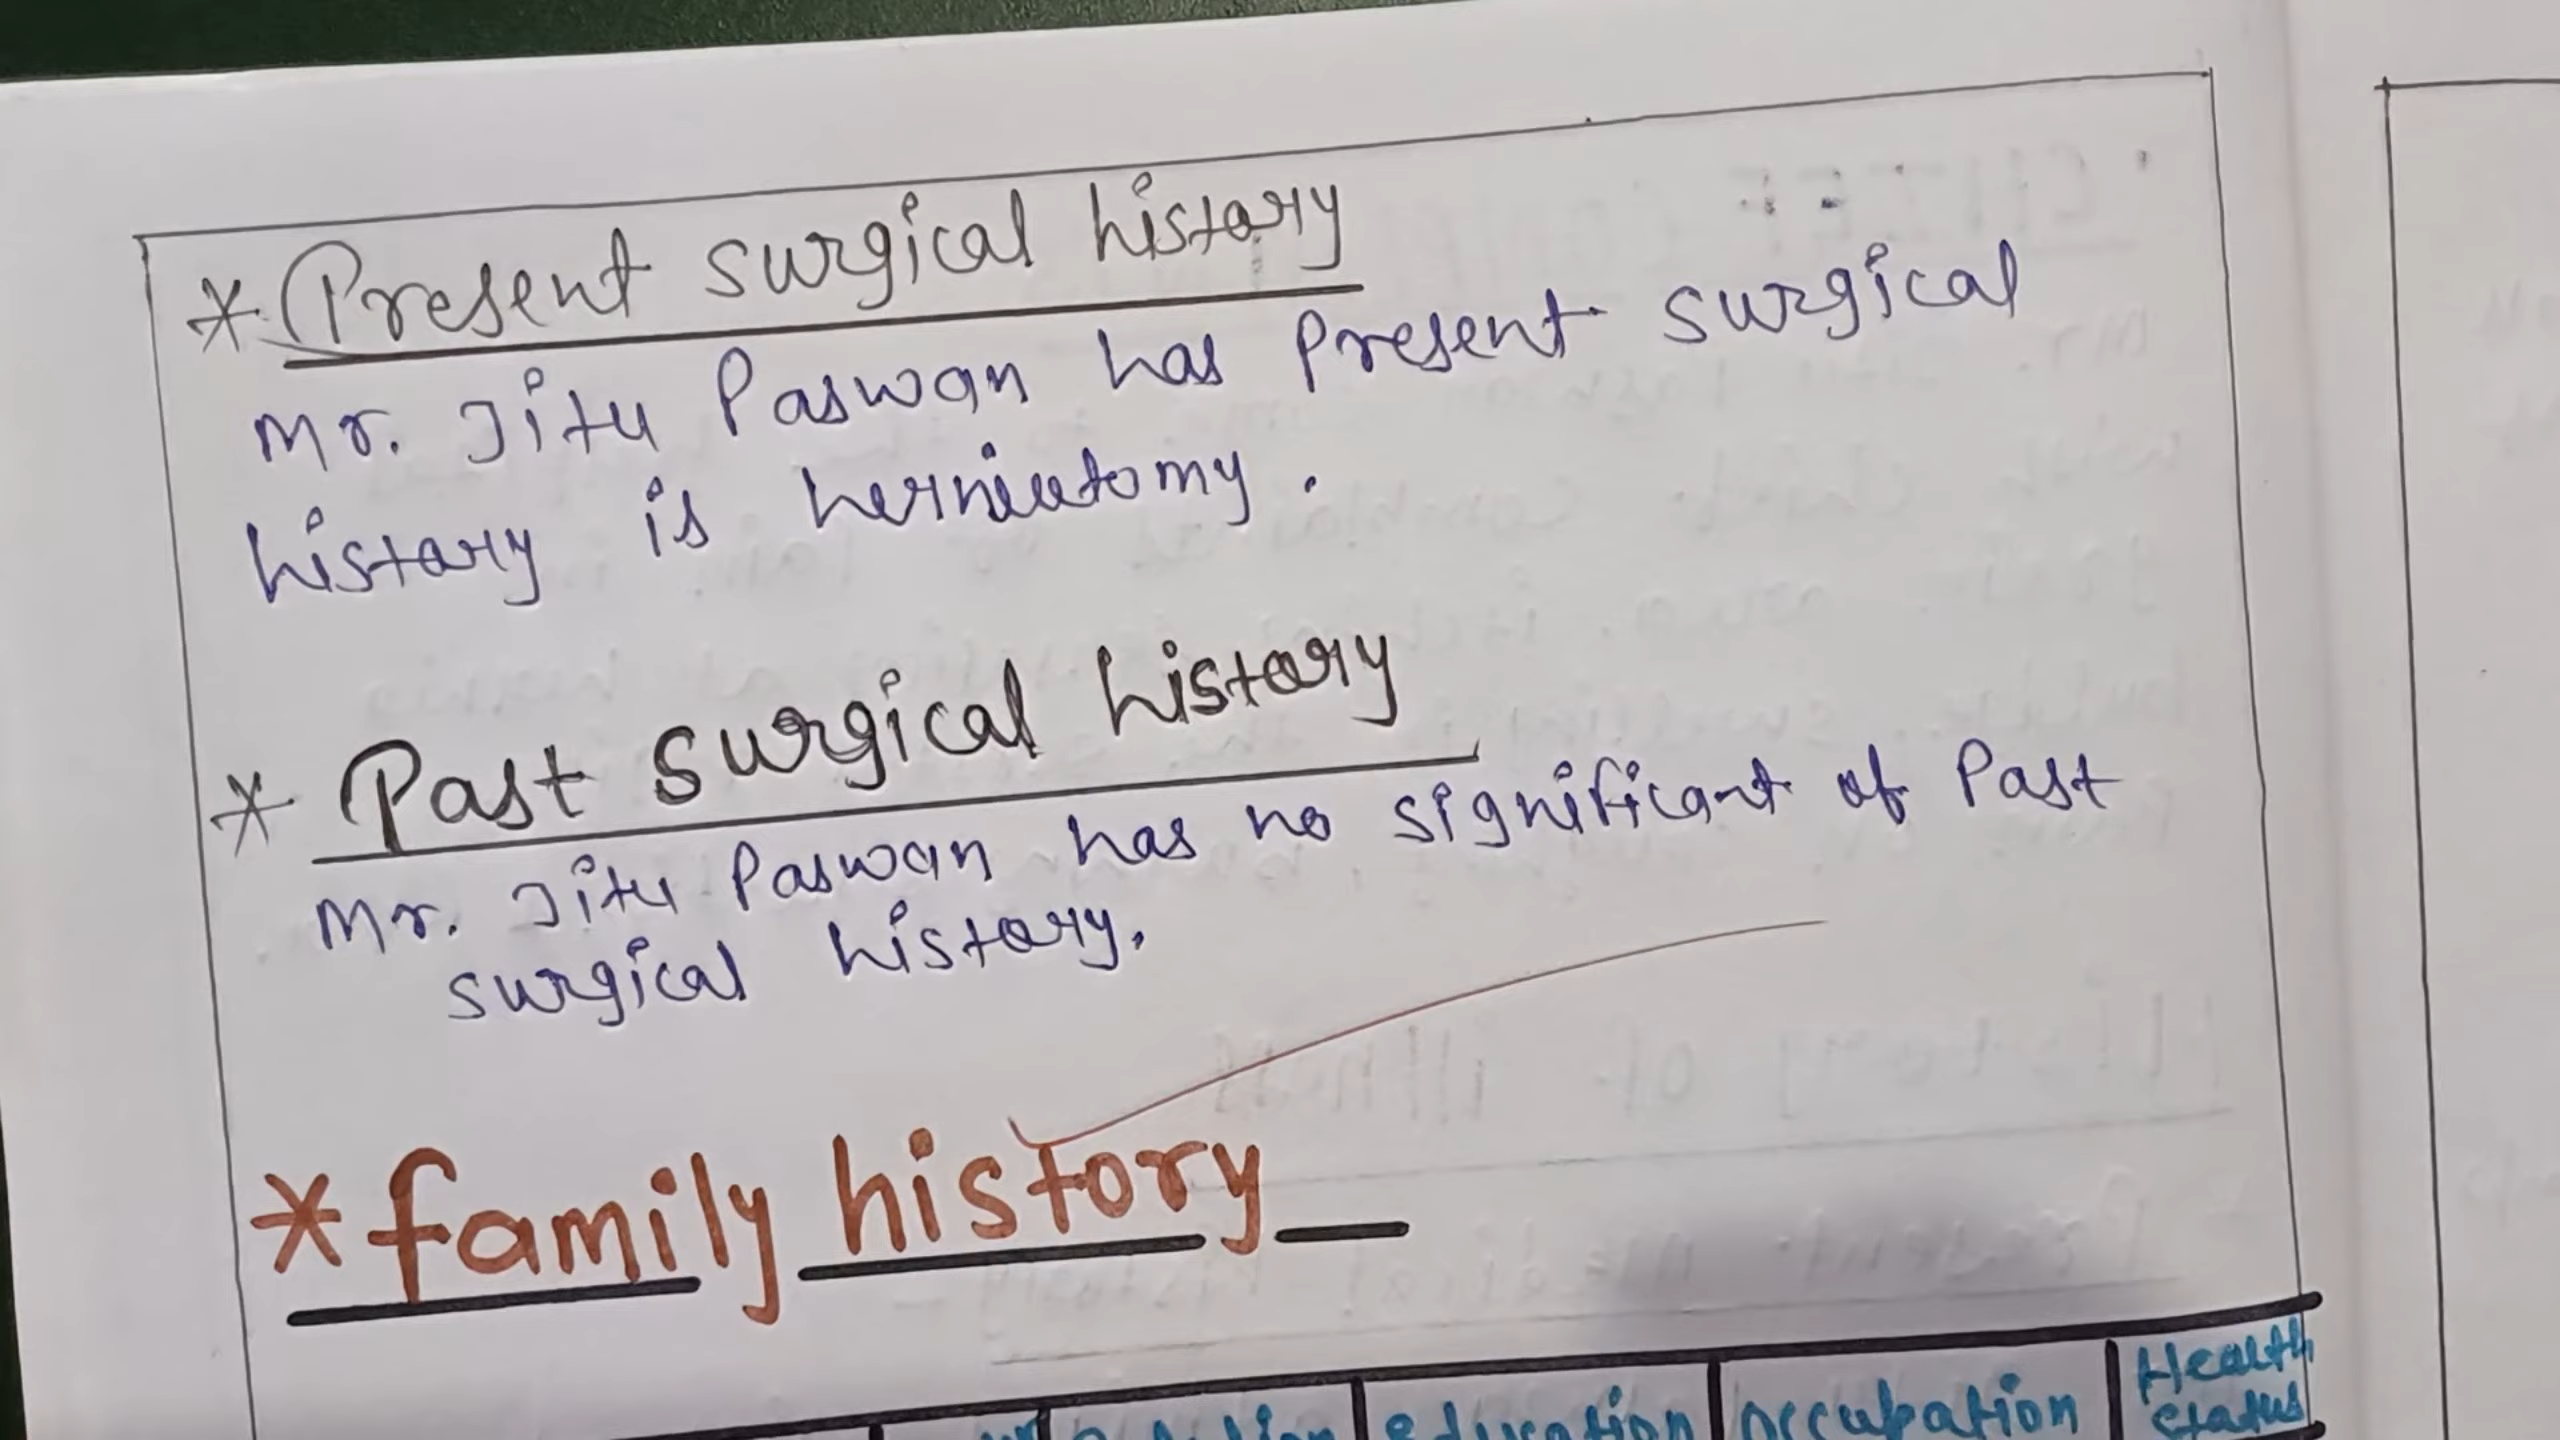 * Present surgical history
Mr. Jitu Paswan has Present surgical
history is herniutomy.
* Past surgical history
Mr. Jitu Paswan has no significant of Past
surgical history.
* family history
education occupation Health
status